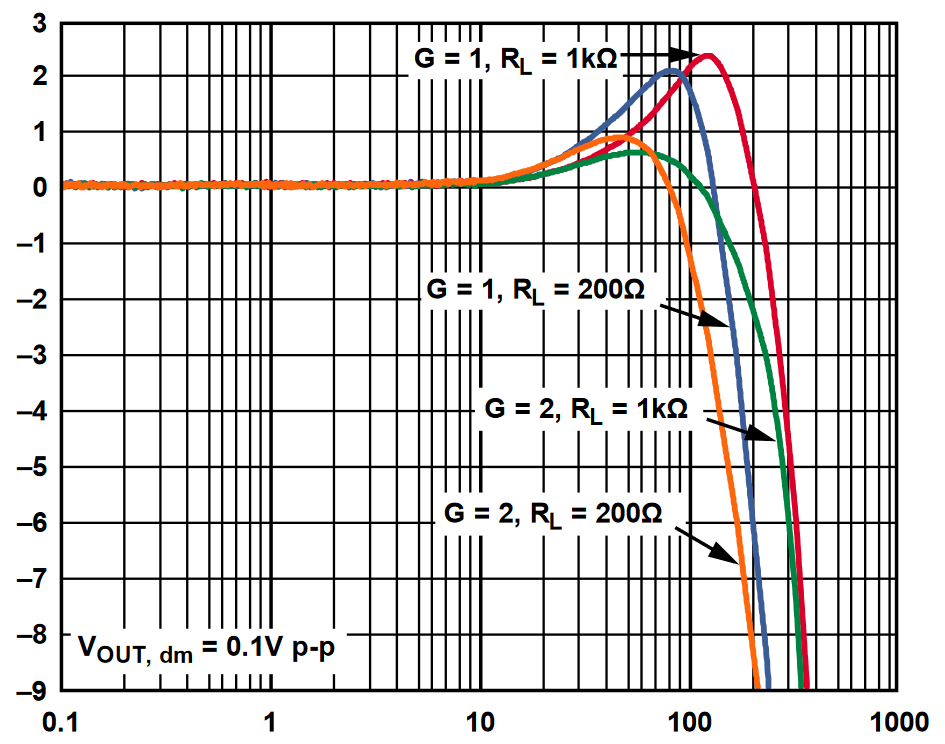 3
2
1
0
–1
–2
–3
–4
–5
–6
–7
–8
–9
G = 1, RL = 1kΩ
G = 1, RL = 200Ω
G = 2, RL = 1kΩ
G = 2, RL = 200Ω
VOUT, dm = 0.1V p-p
0.1 1 10 100 1000